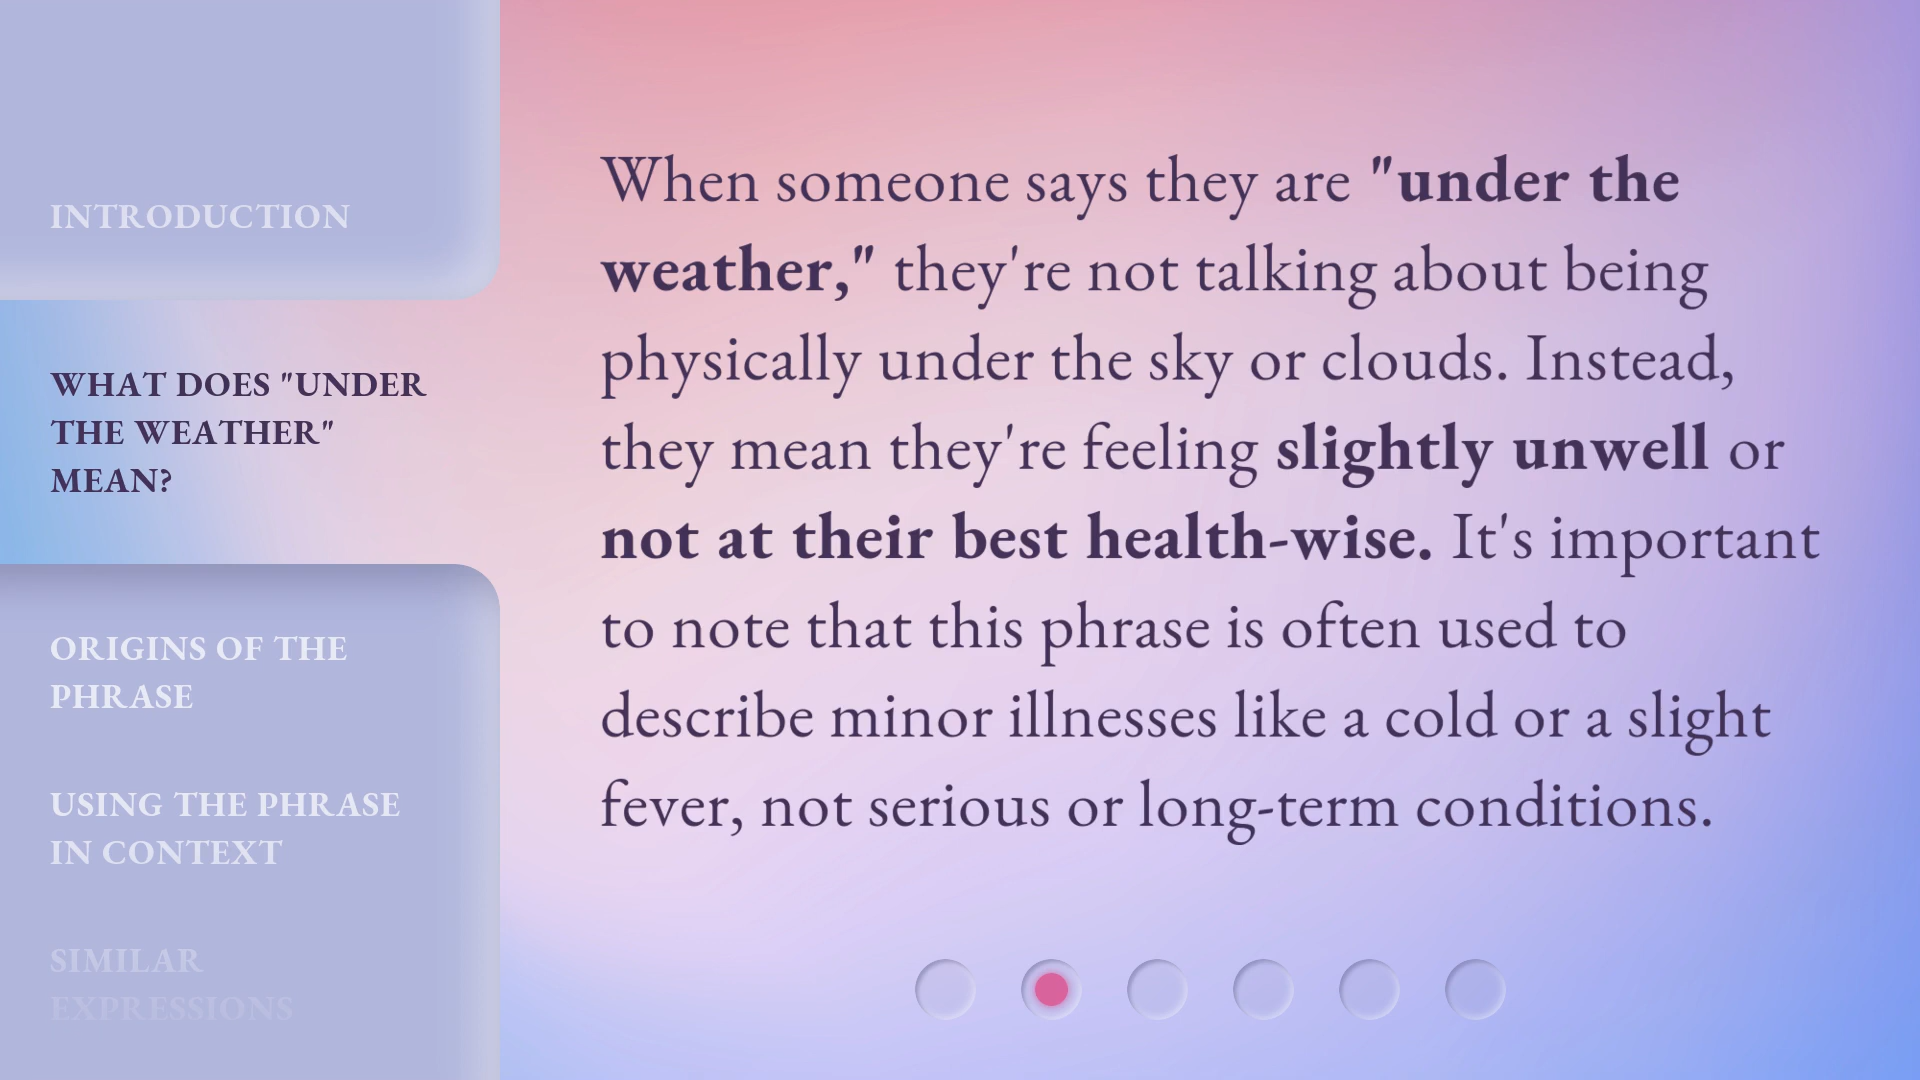 INTRODUCTION
WHAT DOES "UNDER
THE WEATHER"
MEAN?
ORIGINS OF THE
PHRASE
USING THE PHRASE
IN CONTEXT
SIMILAR
EXPRESSIONS
When someone says they are "under the
weather," they're not talking about being
physically under the sky or clouds. Instead,
they mean they're feeling slightly unwell or
not at their best health-wise. It's important
to note that this phrase is often used to
describe minor illnesses like a cold or a slight
fever, not serious or long-term conditions.